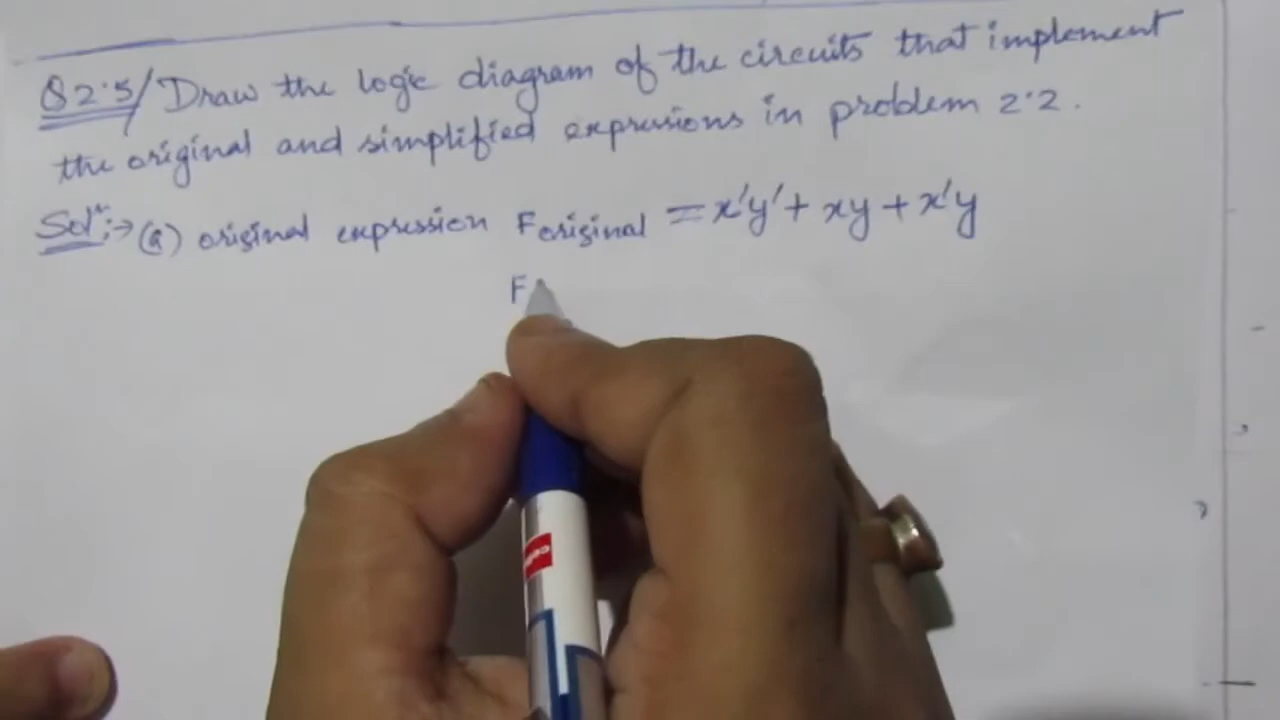 Q2.5/ Draw the logic diagram of the circuits that implement
the original and simplified expressions in problem 2.2.
Solⁿ:→(a) original expression Foriginal = x'y' + xy + x'y
F